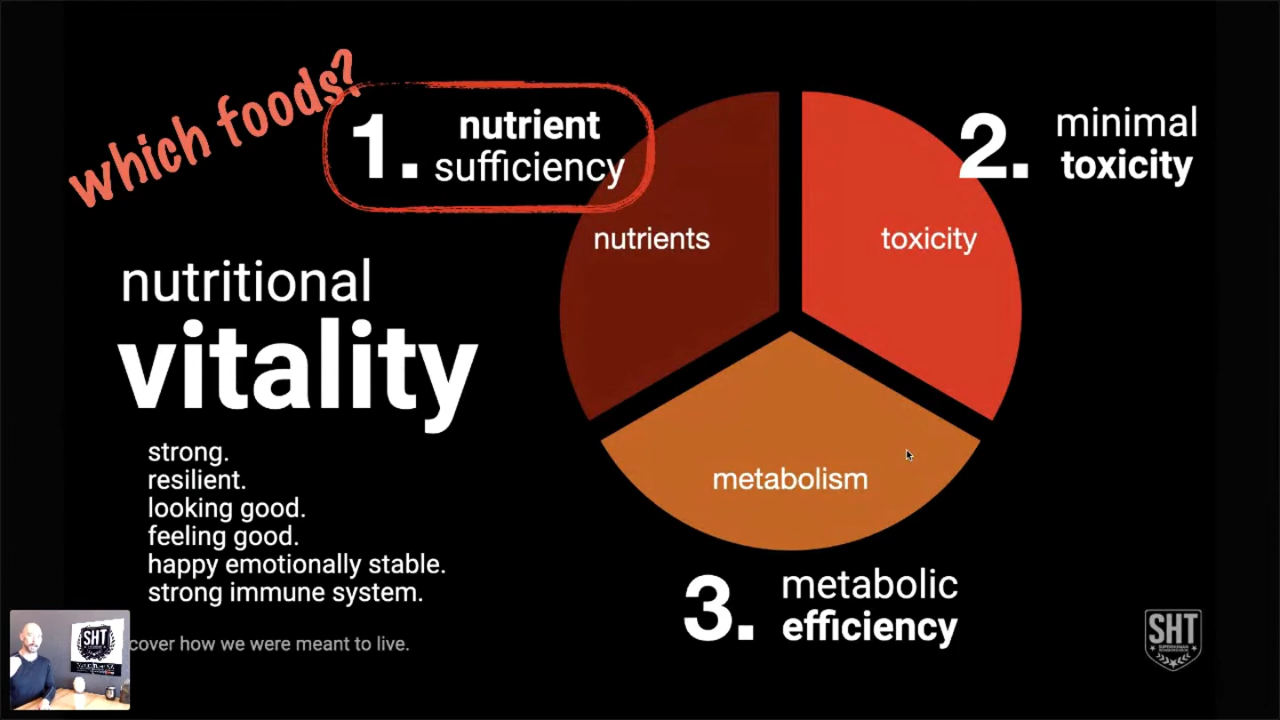 which foods?
1. nutrient
sufficiency
2. minimal
toxicity
nutrients
toxicity
nutritional
vitality
strong.
resilient.
looking good.
feeling good.
happy emotionally stable.
strong immune system.
metabolism
3. metabolic
efficiency
cover how we were meant to live.
SHT
SHT